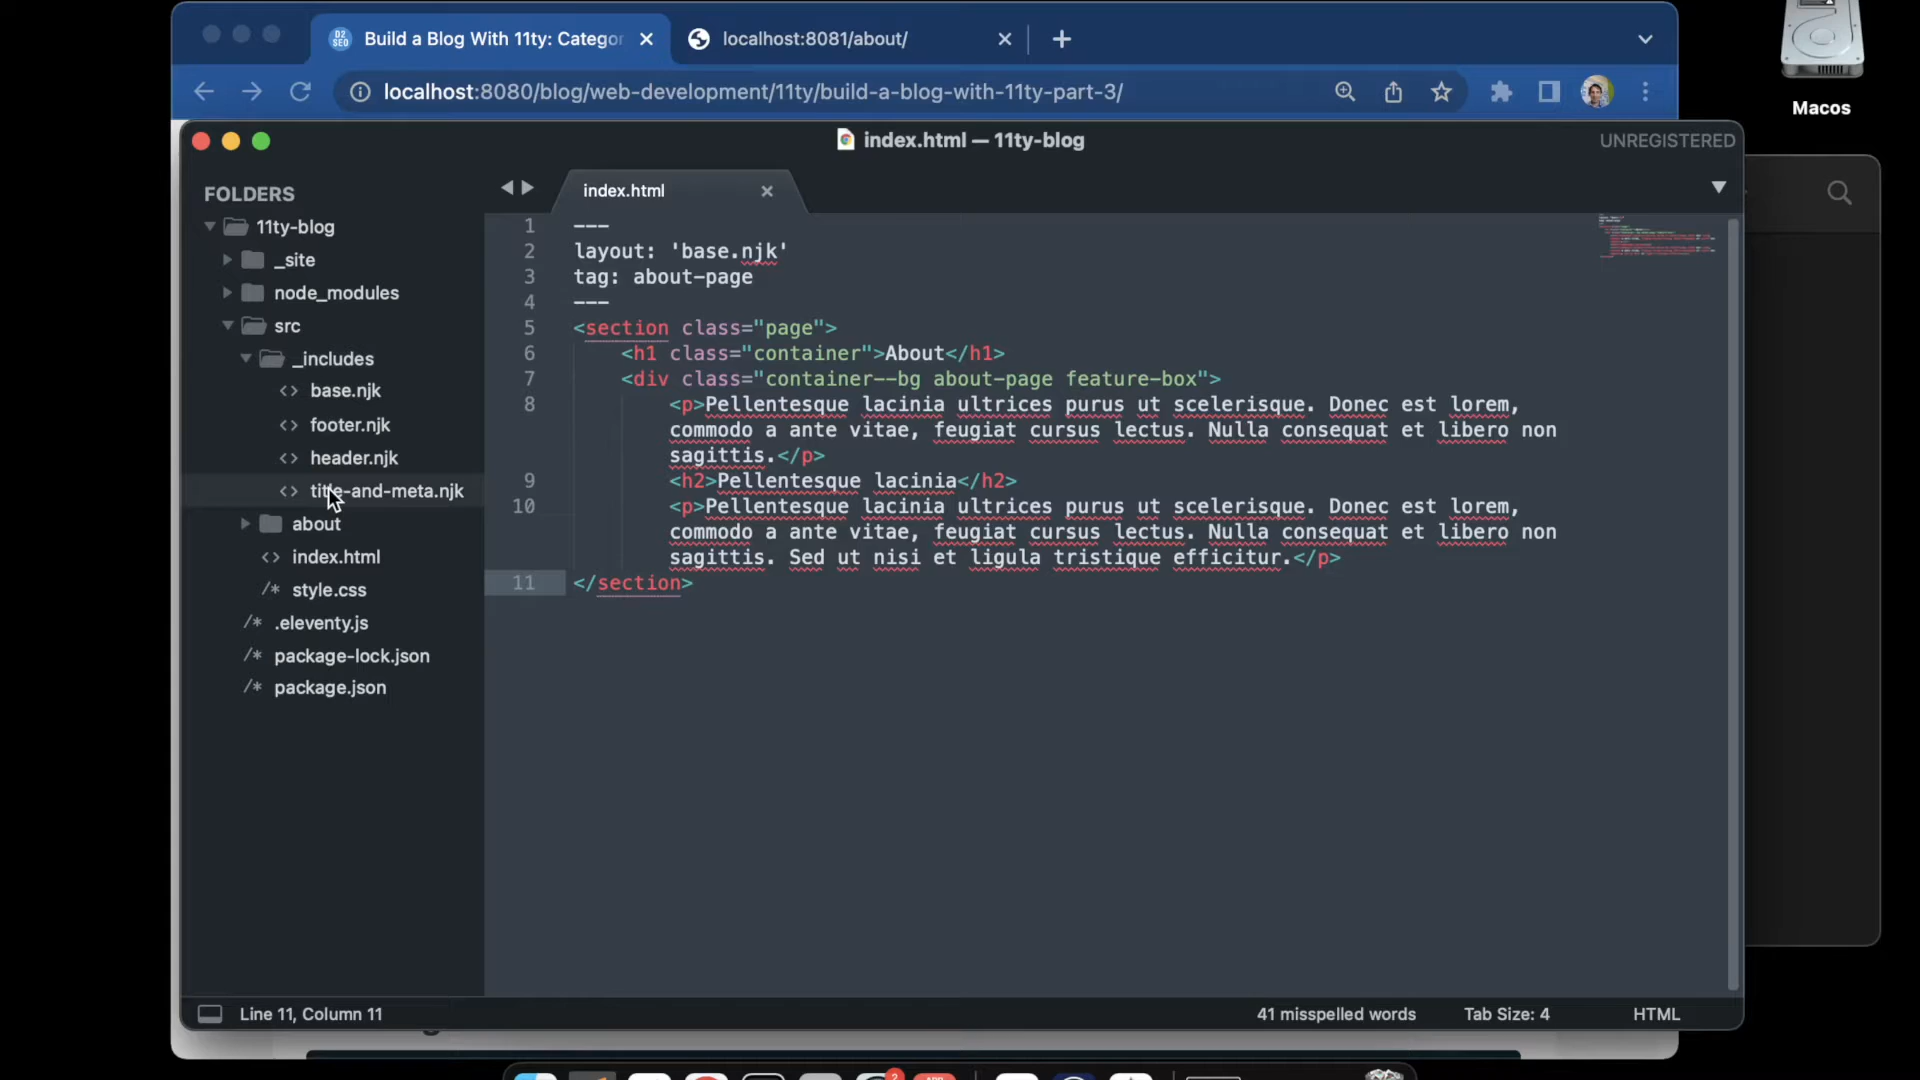 Build a Blog With 11ty: Catego
localhost:8081/about/
localhost:8080/blog/web-development/11ty/build-a-blog-with-11ty-part-3/
Macos
index.html — 11ty-blog
UNREGISTERED
FOLDERS
11ty-blog
_site
node_modules
src
_includes
base.njk
footer.njk
header.njk
title-and-meta.njk
about
index.html
style.css
.eleventy.js
package-lock.json
package.json
index.html
1 ---
2 layout: 'base.njk'
3 tag: about-page
4 ---
5 <section class="page">
6 <h1 class="container">About</h1>
7 <div class="container--bg about-page feature-box">
8 <p>Pellentesque lacinia ultrices purus ut scelerisque. Donec est lorem,
commodo a ante vitae, feugiat cursus lectus. Nulla consequat et libero non
sagittis.</p>
9 <h2>Pellentesque lacinia</h2>
10 <p>Pellentesque lacinia ultrices purus ut scelerisque. Donec est lorem,
commodo a ante vitae, feugiat cursus lectus. Nulla consequat et libero non
sagittis. Sed ut nisi et ligula tristique efficitur.</p>
11 </section>
Line 11, Column 11
41 misspelled words
Tab Size: 4
HTML
2